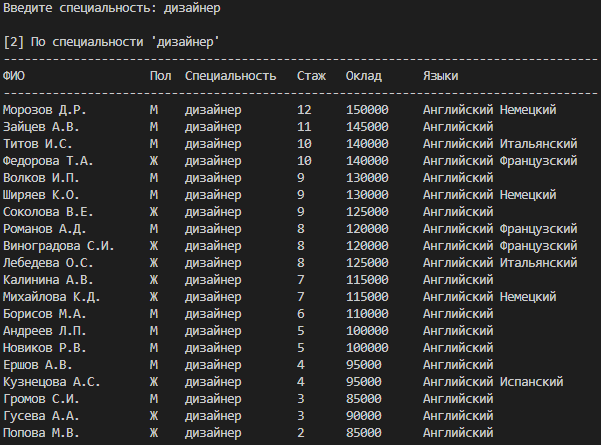 Введите специальность: дизайнер
[2] По специальности 'дизайнер'
--------------------------------------------------------------------------------
ФИО Пол Специальность Стаж Оклад Языки
--------------------------------------------------------------------------------
Морозов Д.Р. М дизайнер 12 150000 Английский Немецкий
Зайцев А.В. М дизайнер 11 145000 Английский
Титов И.С. М дизайнер 10 140000 Английский Итальянский
Федорова Т.А. Ж дизайнер 10 140000 Английский Французский
Волков И.П. М дизайнер 9 130000 Английский
Ширяев К.О. М дизайнер 9 130000 Английский Немецкий
Соколова В.Е. Ж дизайнер 9 125000 Английский
Романов А.Д. М дизайнер 8 120000 Английский Французский
Виноградова С.И. Ж дизайнер 8 120000 Английский Французский
Лебедева О.С. Ж дизайнер 8 125000 Английский Итальянский
Калинина А.В. Ж дизайнер 7 115000 Английский
Михайлова К.Д. Ж дизайнер 7 115000 Английский Немецкий
Борисов М.А. М дизайнер 6 110000 Английский
Андреев Л.П. М дизайнер 5 100000 Английский
Новиков Р.В. М дизайнер 5 100000 Английский
Ершов А.В. М дизайнер 4 95000 Английский
Кузнецова А.С. Ж дизайнер 4 95000 Английский Испанский
Громов С.И. М дизайнер 3 85000 Английский
Гусева А.А. Ж дизайнер 3 90000 Английский
Попова М.В. Ж дизайнер 2 85000 Английский